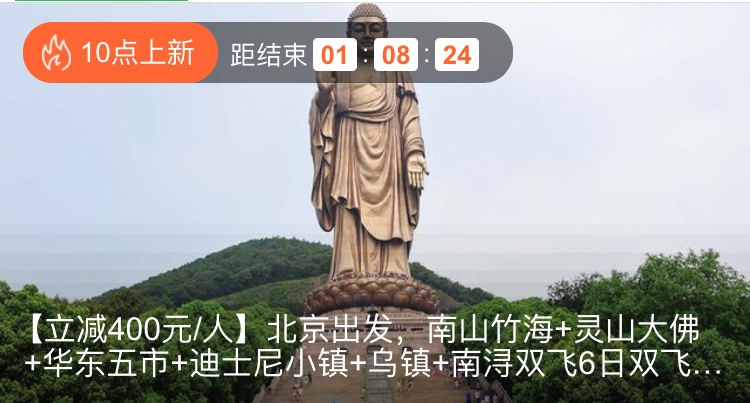 10点上新 距结束 01 : 08 : 24
【立减400元/人】北京出发，南山竹海+灵山大佛
+华东五市+迪士尼小镇+乌镇+南浔双飞6日双飞...